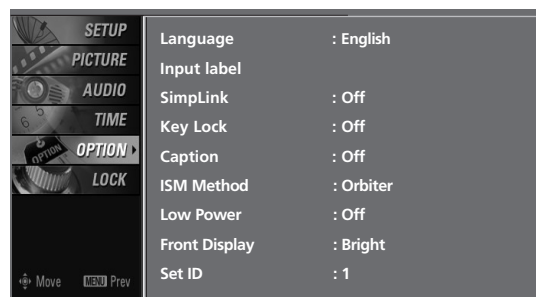 SETUP
PICTURE
AUDIO
TIME
OPTION
LOCK
Move MENU Prev
Language : English
Input label
SimpLink : Off
Key Lock : Off
Caption : Off
ISM Method : Orbiter
Low Power : Off
Front Display : Bright
Set ID : 1